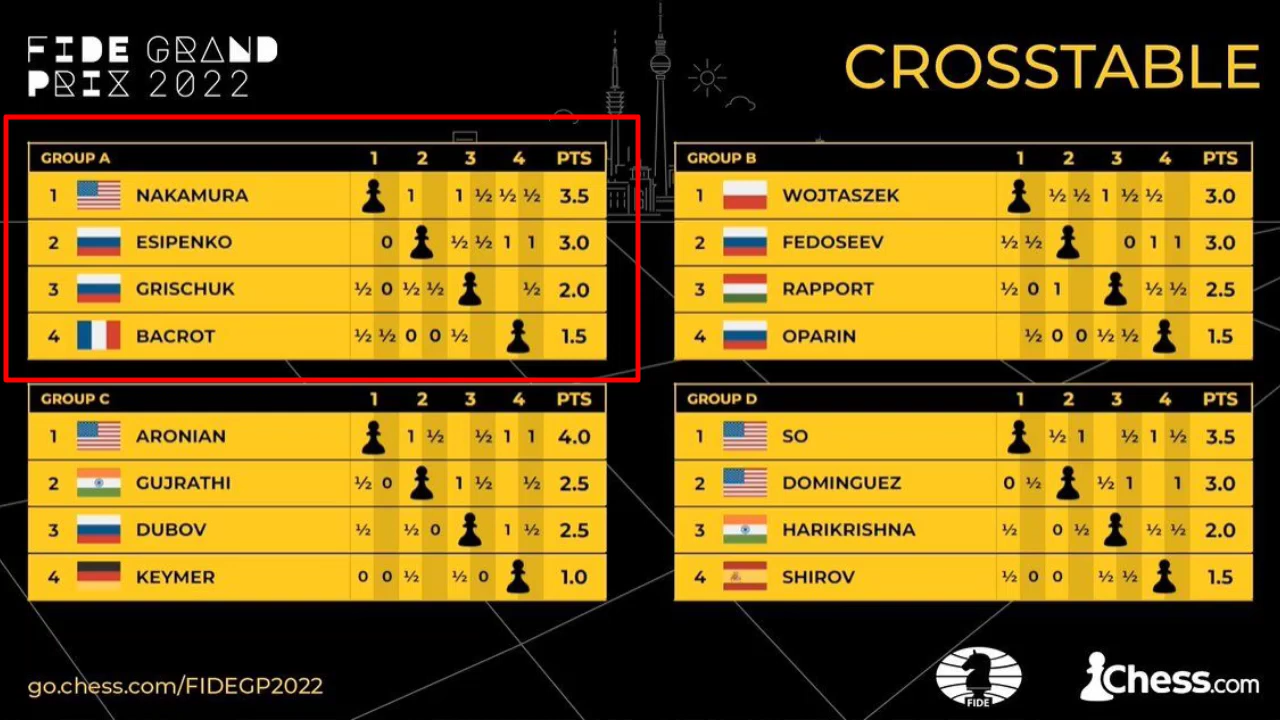 FIDE GRAND
PRIX 2022
CROSSTABLE
GROUP A 1 2 3 4 PTS
1 NAKAMURA 1 1 ½ ½ ½ 3.5
2 ESIPENKO 0 ½ ½ 1 1 3.0
3 GRISCHUK ½ 0 ½ ½ ½ 2.0
4 BACROT ½ ½ 0 0 ½ 1.5
GROUP B 1 2 3 4 PTS
1 WOJTASZEK ½ ½ 1 ½ ½ 3.0
2 FEDOSEEV ½ ½ 0 1 1 3.0
3 RAPPORT ½ 0 1 ½ ½ 2.5
4 OPARIN ½ 0 0 ½ ½ 1.5
GROUP C 1 2 3 4 PTS
1 ARONIAN 1 ½ ½ 1 1 4.0
2 GUJRATHI ½ 0 1 ½ ½ 2.5
3 DUBOV ½ ½ 0 1 ½ 2.5
4 KEYMER 0 0 ½ ½ 0 1.0
GROUP D 1 2 3 4 PTS
1 SO ½ 1 ½ 1 ½ 3.5
2 DOMINGUEZ 0 ½ ½ 1 1 3.0
3 HARIKRISHNA ½ 0 ½ ½ ½ 2.0
4 SHIROV ½ 0 0 ½ ½ 1.5
go.chess.com/FIDEGP2022
FIDE
Chess.com